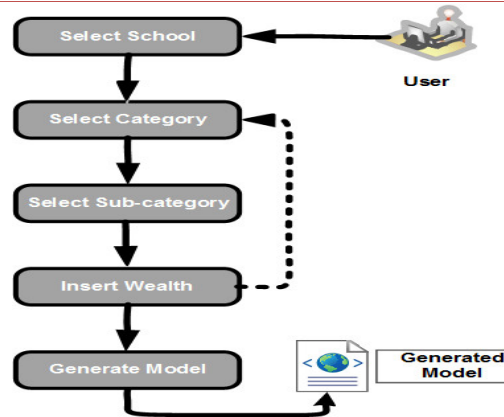 Select School
User
Select Category
Select Sub-category
Insert Wealth
Generate Model
< >
Generated
Model